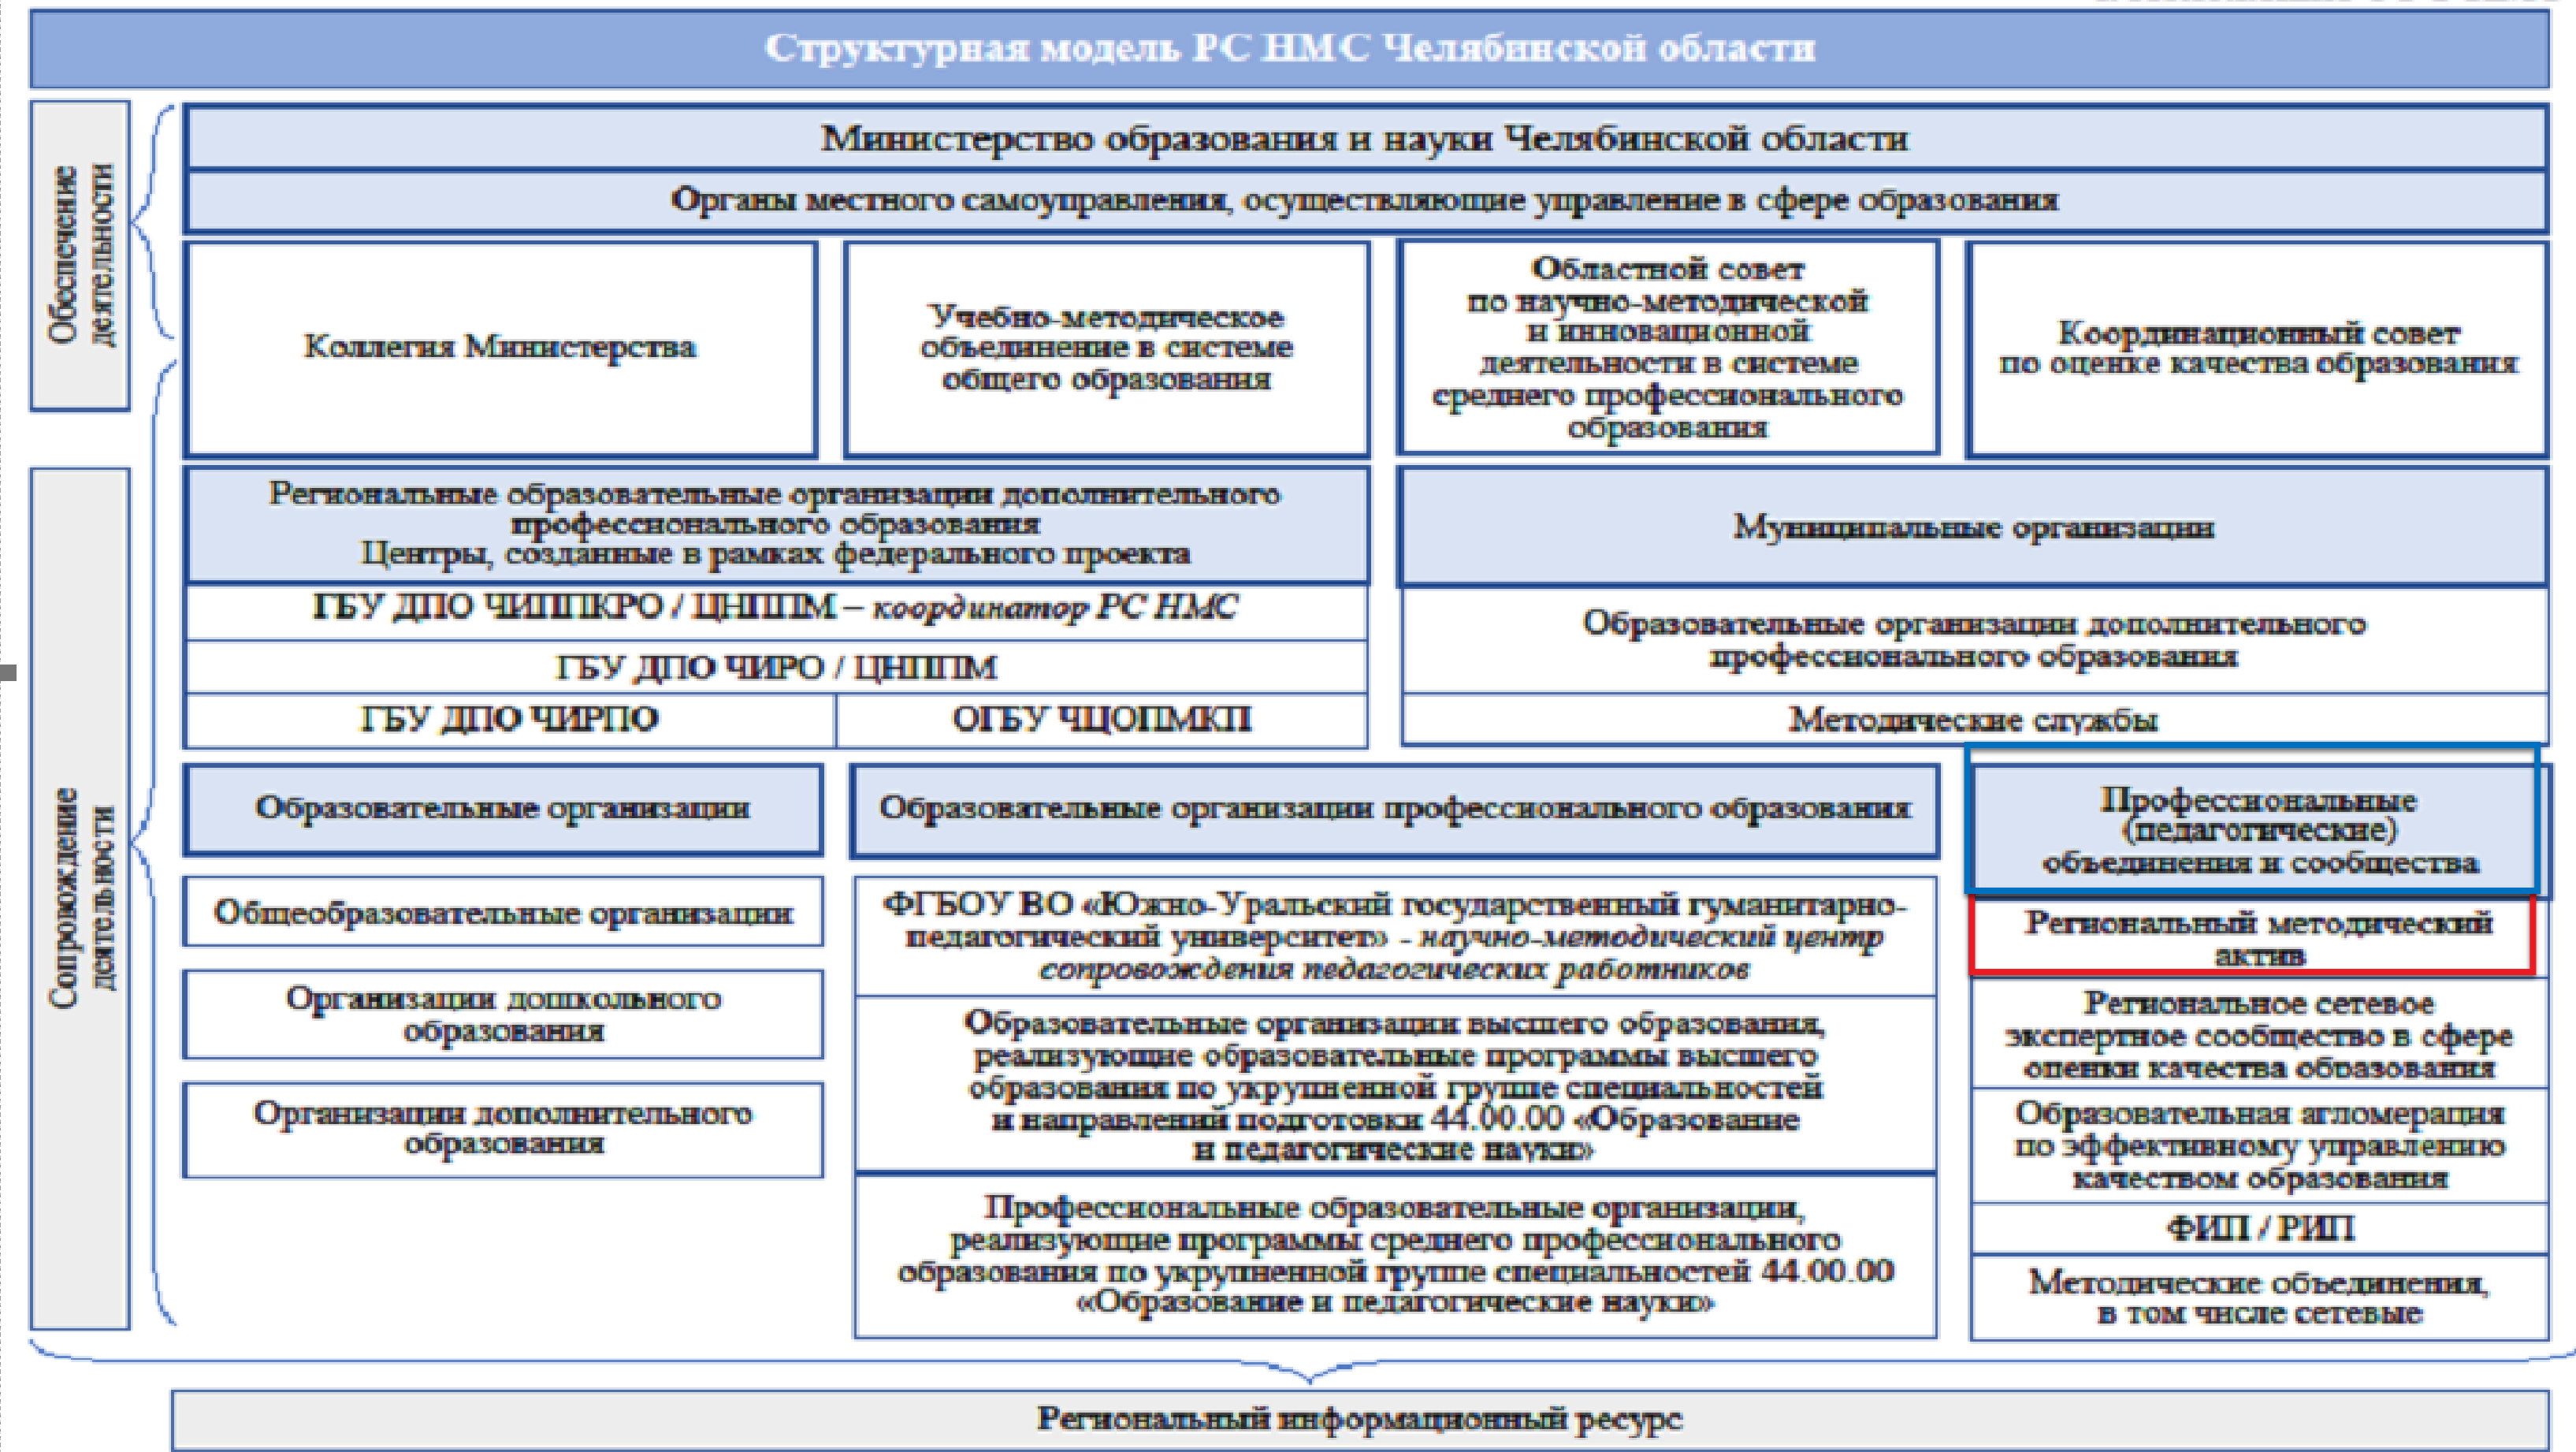 Структурная модель РС НМС Челябинской области
Обеспечение
деятельности
Министерство образования и науки Челябинской области
Органы местного самоуправления, осуществляющие управление в сфере образования
Коллегия Министерства
Учебно-методическое
объединение в системе
общего образования
Областной совет
по научно-методической
и инновационной
деятельности в системе
среднего профессионального
образования
Координационный совет
по оценке качества образования
Сопровождение
деятельности
Региональные образовательные организации дополнительного
профессионального образования
Центры, созданные в рамках федерального проекта
ГБУ ДПО ЧИППКРО / ЦНППМ – координатор РС НМС
ГБУ ДПО ЧИРО / ЦНППМ
ГБУ ДПО ЧИРПО
ОГБУ ЧЦОПМКП
Муниципальные организации
Образовательные организации дополнительного
профессионального образования
Методические службы
Образовательные организации
Общеобразовательные организации
Организации дошкольного
образования
Организации дополнительного
образования
Образовательные организации профессионального образования
ФГБОУ ВО «Южно-Уральский государственный гуманитарно-
педагогический университет» - научно-методический центр
сопровождения педагогических работников
Образовательные организации высшего образования,
реализующие образовательные программы высшего
образования по укрупненной группе специальностей
и направлений подготовки 44.00.00 «Образование
и педагогические науки»
Профессиональные образовательные организации,
реализующие программы среднего профессионального
образования по укрупненной группе специальностей 44.00.00
«Образование и педагогические науки»
Профессиональные
(педагогические)
объединения и сообщества
Региональный методический
актив
Региональное сетевое
экспертное сообщество в сфере
оценки качества образования
Образовательная агломерация
по эффективному управлению
качеством образования
ФИП / РИП
Методические объединения,
в том числе сетевые
Региональный информационный ресурс